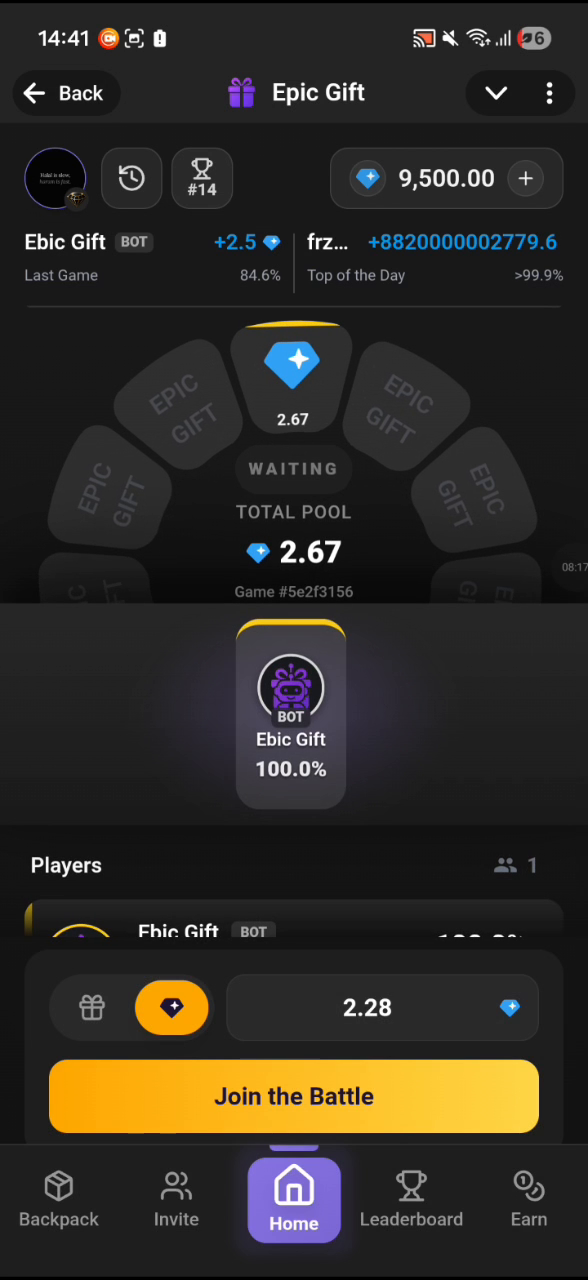 14:41
6
Back
Epic Gift
#14
9,500.00
Ebic Gift BOT +2.5
frz... +8820000002779.6
Last Game 84.6%
Top of the Day >99.9%
EPIC GIFT
EPIC GIFT
EPIC GIFT
EPIC GIFT
2.67
WAITING
TOTAL POOL
2.67
Game #5e2f3156
08:17
BOT
Ebic Gift
100.0%
Players 1
Ebic Gift BOT
2.28
Join the Battle
Backpack
Invite
Home
Leaderboard
Earn